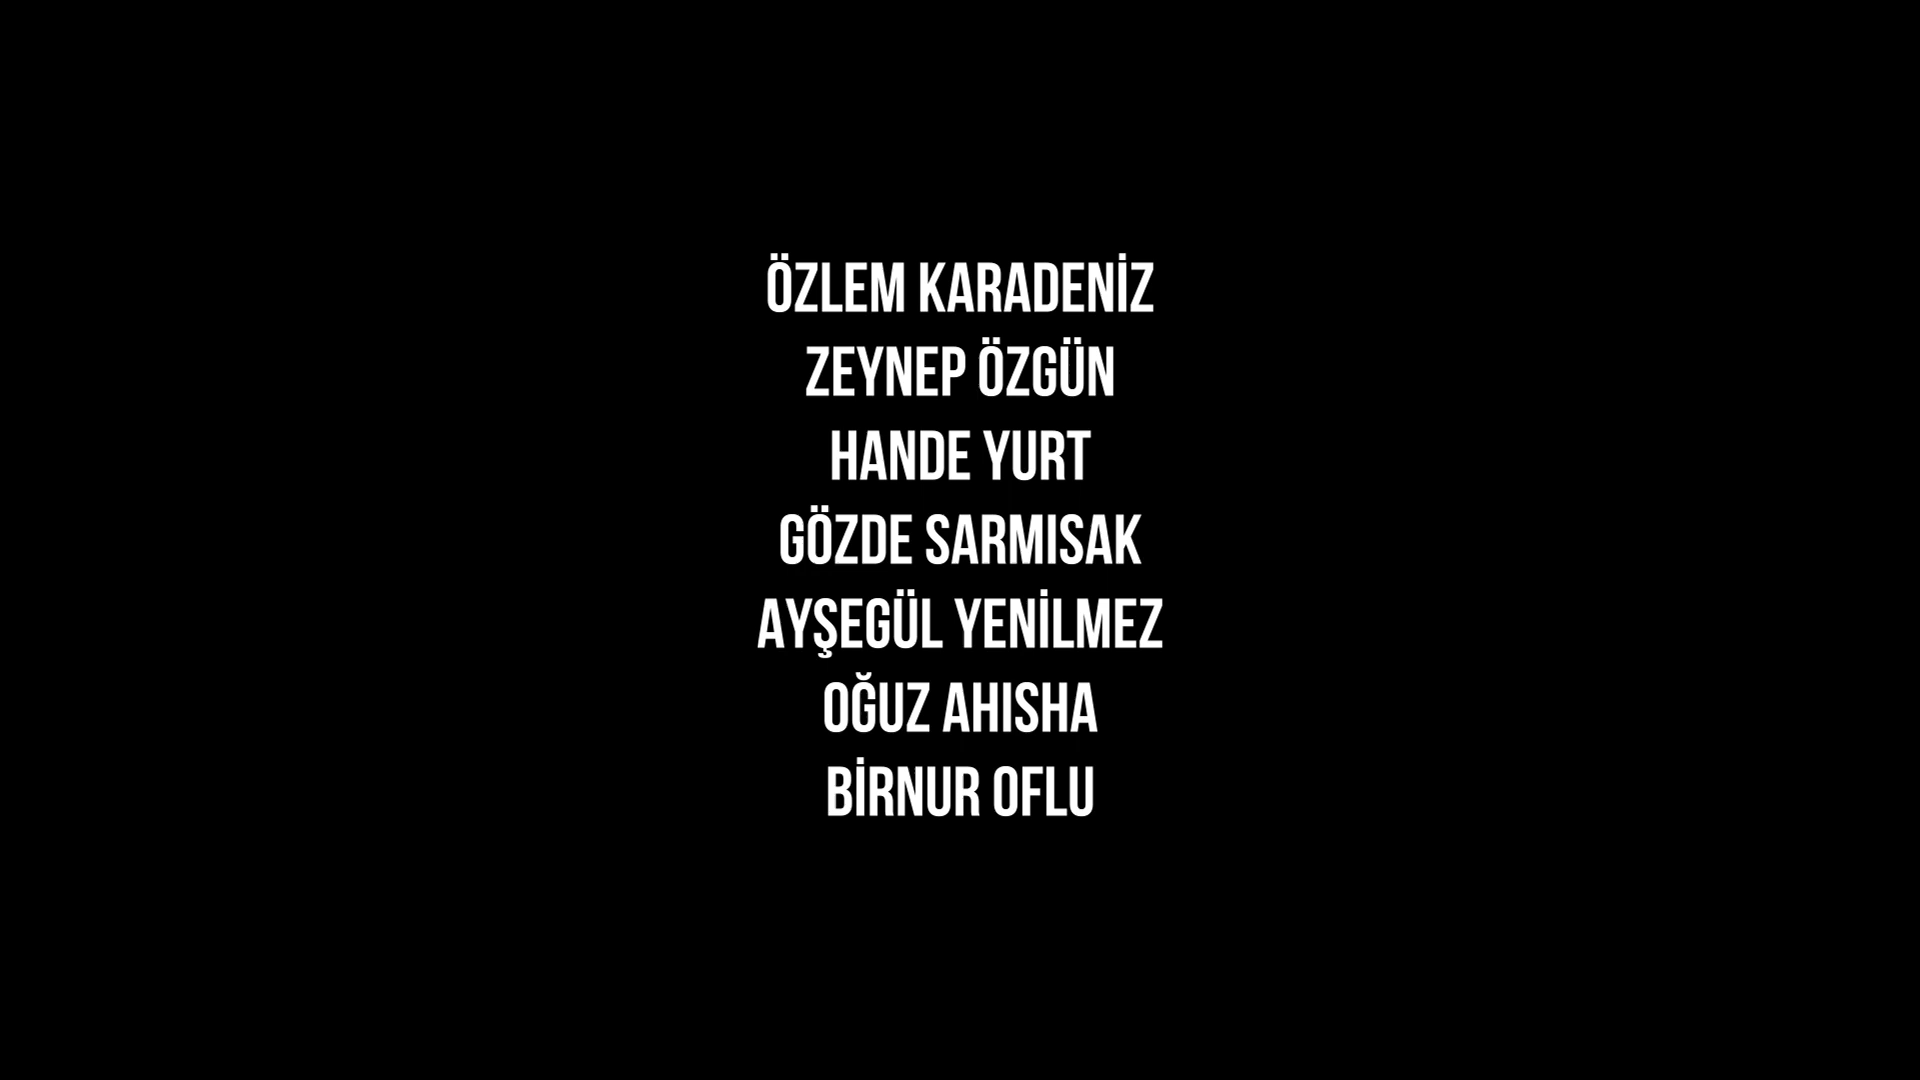 ÖZLEM KARADENİZ
ZEYNEP ÖZGÜN
HANDE YURT
GÖZDE SARMISAK
AYŞEGÜL YENİLMEZ
OĞUZ AHISHA
BİRNUR OFLU